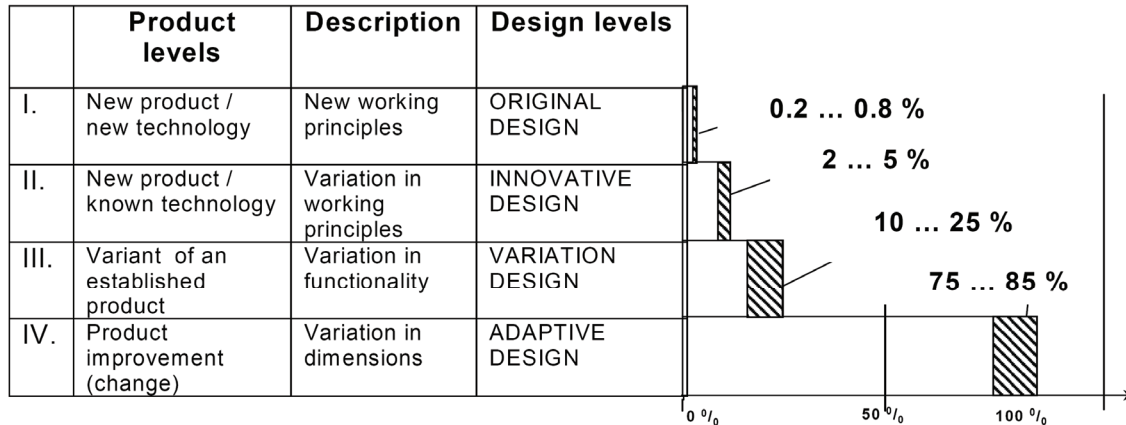 Product levels
Description
Design levels
I.
New product /
new technology
New working
principles
ORIGINAL
DESIGN
0.2 ... 0.8 %
II.
New product /
known technology
Variation in
working
principles
INNOVATIVE
DESIGN
2 ... 5 %
III.
Variant of an
established
product
Variation in
functionality
VARIATION
DESIGN
10 ... 25 %
IV.
Product
improvement
(change)
Variation in
dimensions
ADAPTIVE
DESIGN
75 ... 85 %
0 %
50 %
100 %